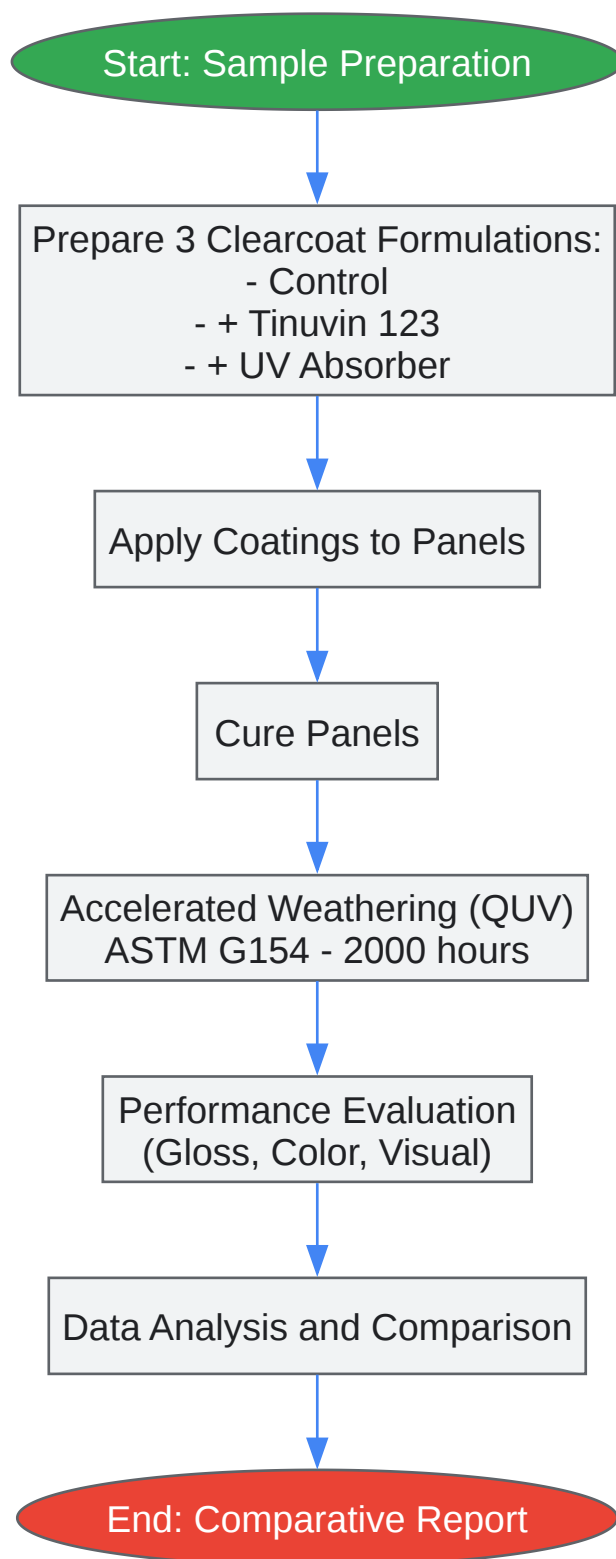 Start: Sample Preparation
Prepare 3 Clearcoat Formulations:
- Control
- + Tinuvin 123
- + UV Absorber
Apply Coatings to Panels
Cure Panels
Accelerated Weathering (QUV)
ASTM G154 - 2000 hours
Performance Evaluation
(Gloss, Color, Visual)
Data Analysis and Comparison
End: Comparative Report